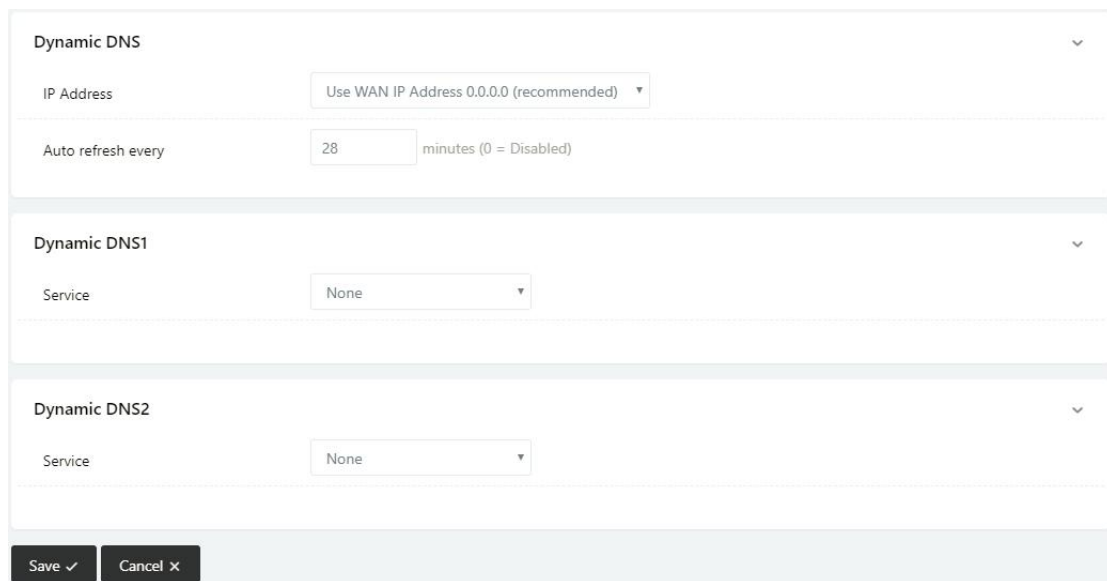 Dynamic DNS
IP Address
Use WAN IP Address 0.0.0.0 (recommended)
Auto refresh every
28 minutes (0 = Disabled)
Dynamic DNS1
Service
None
Dynamic DNS2
Service
None
Save
Cancel